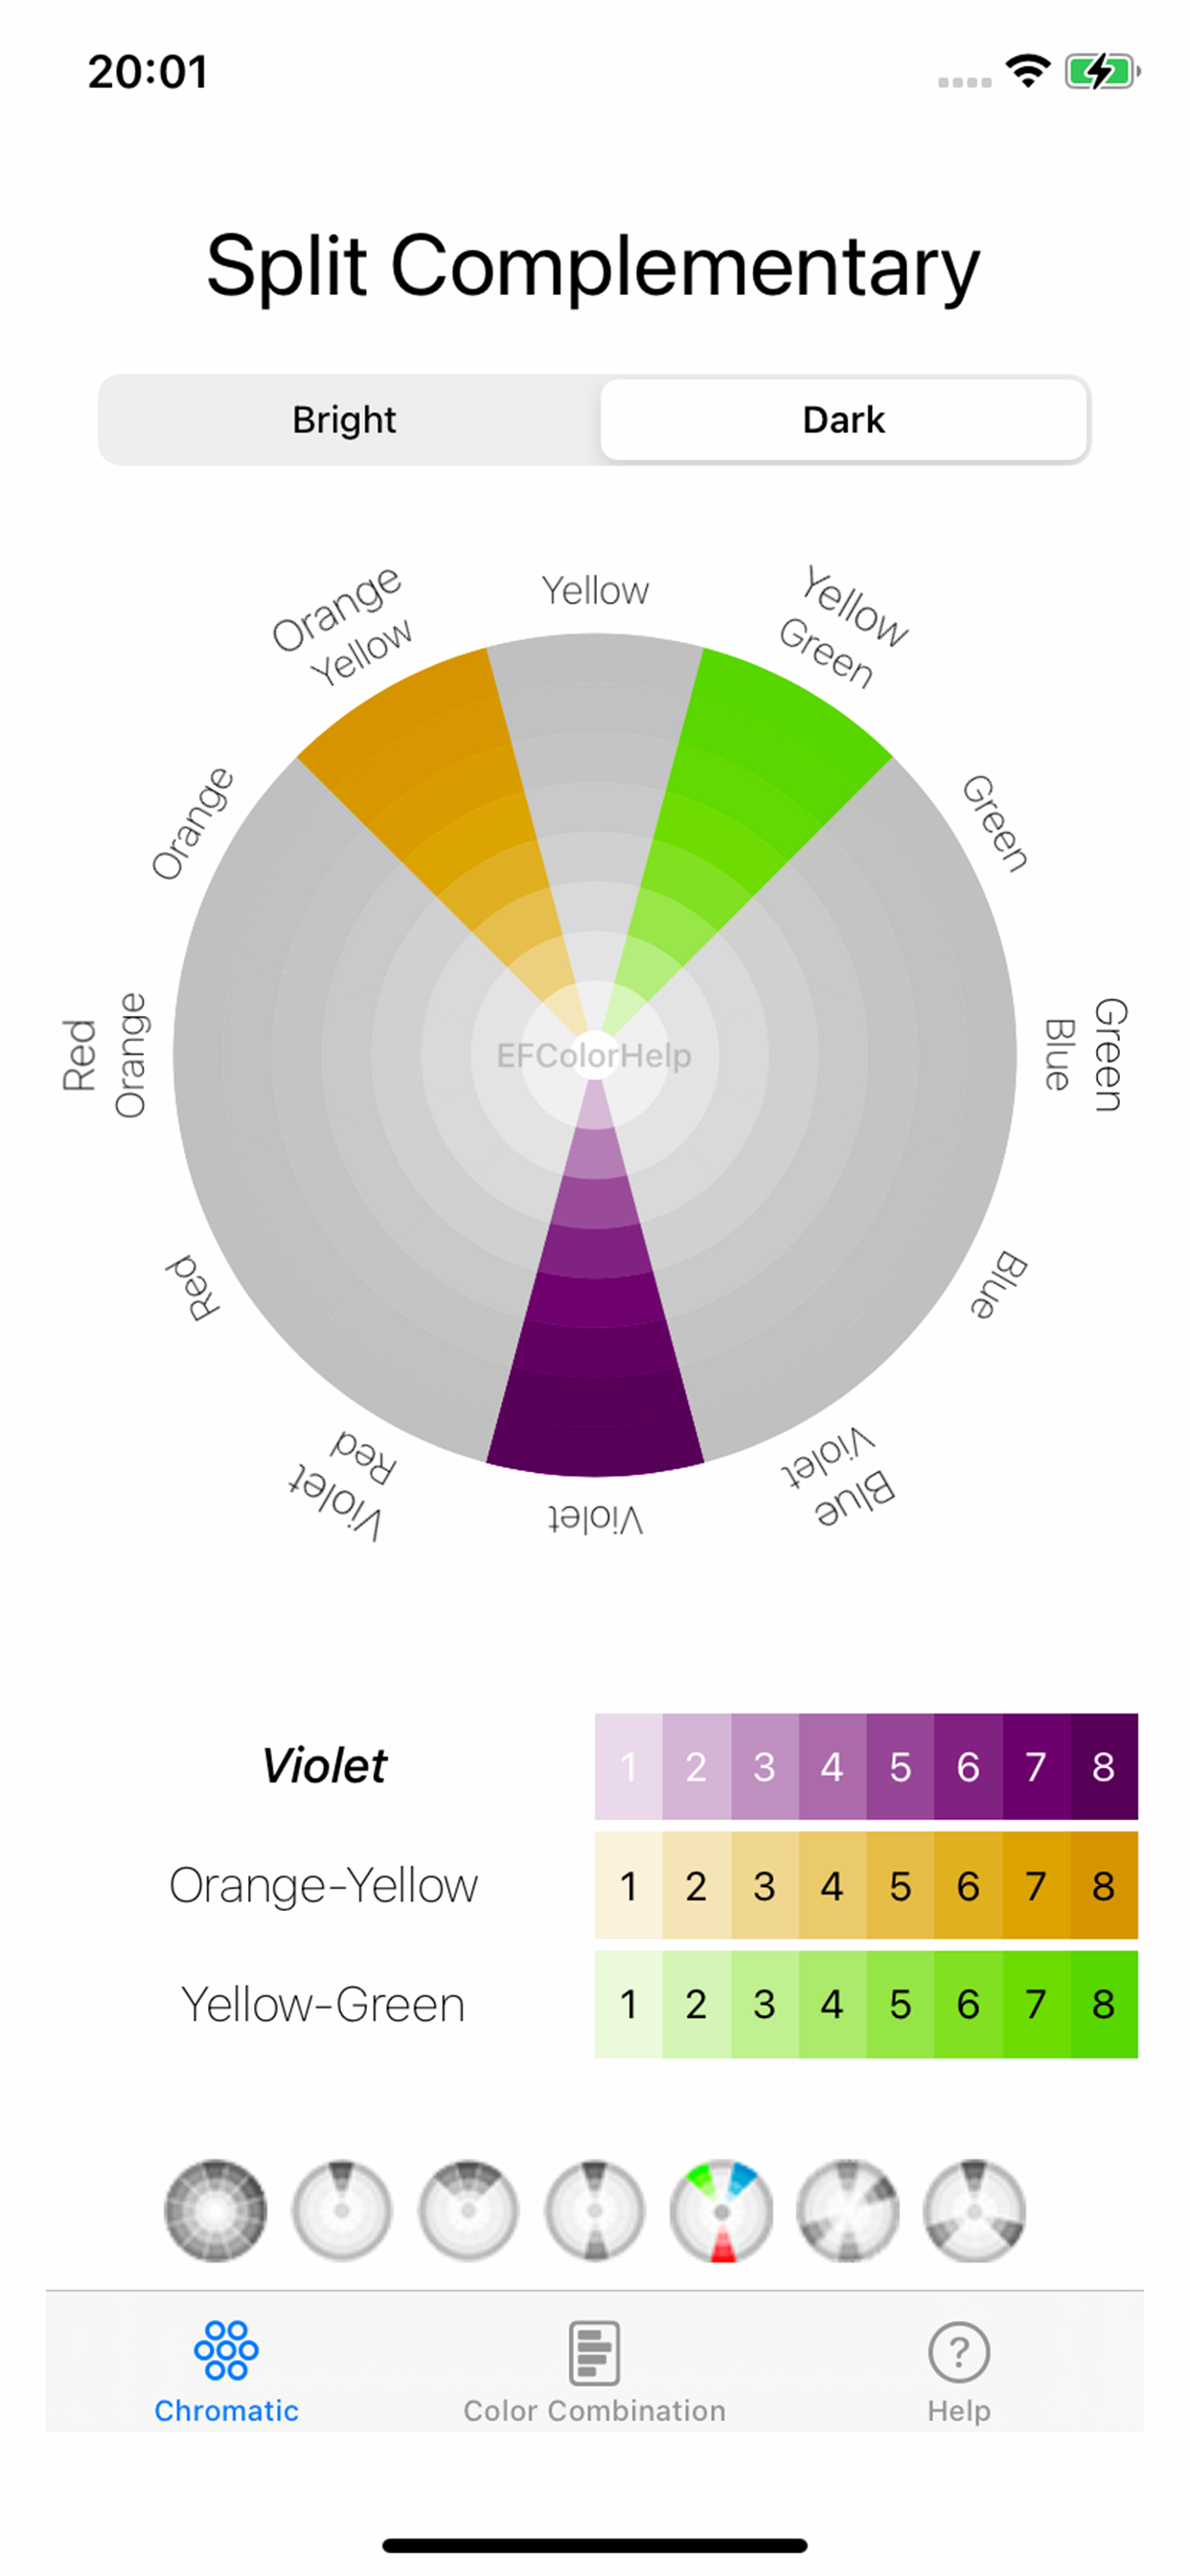 20:01
Split Complementary
Bright
Dark
Orange
Yellow
Yellow
Yellow
Green
Orange
Green
Red
Orange
EFColorHelp
Green
Blue
Red
Blue
Red
Violet
Violet
Violet
Blue
Violet
1 2 3 4 5 6 7 8
Orange-Yellow
1 2 3 4 5 6 7 8
Yellow-Green
1 2 3 4 5 6 7 8
Chromatic
Color Combination
?
Help